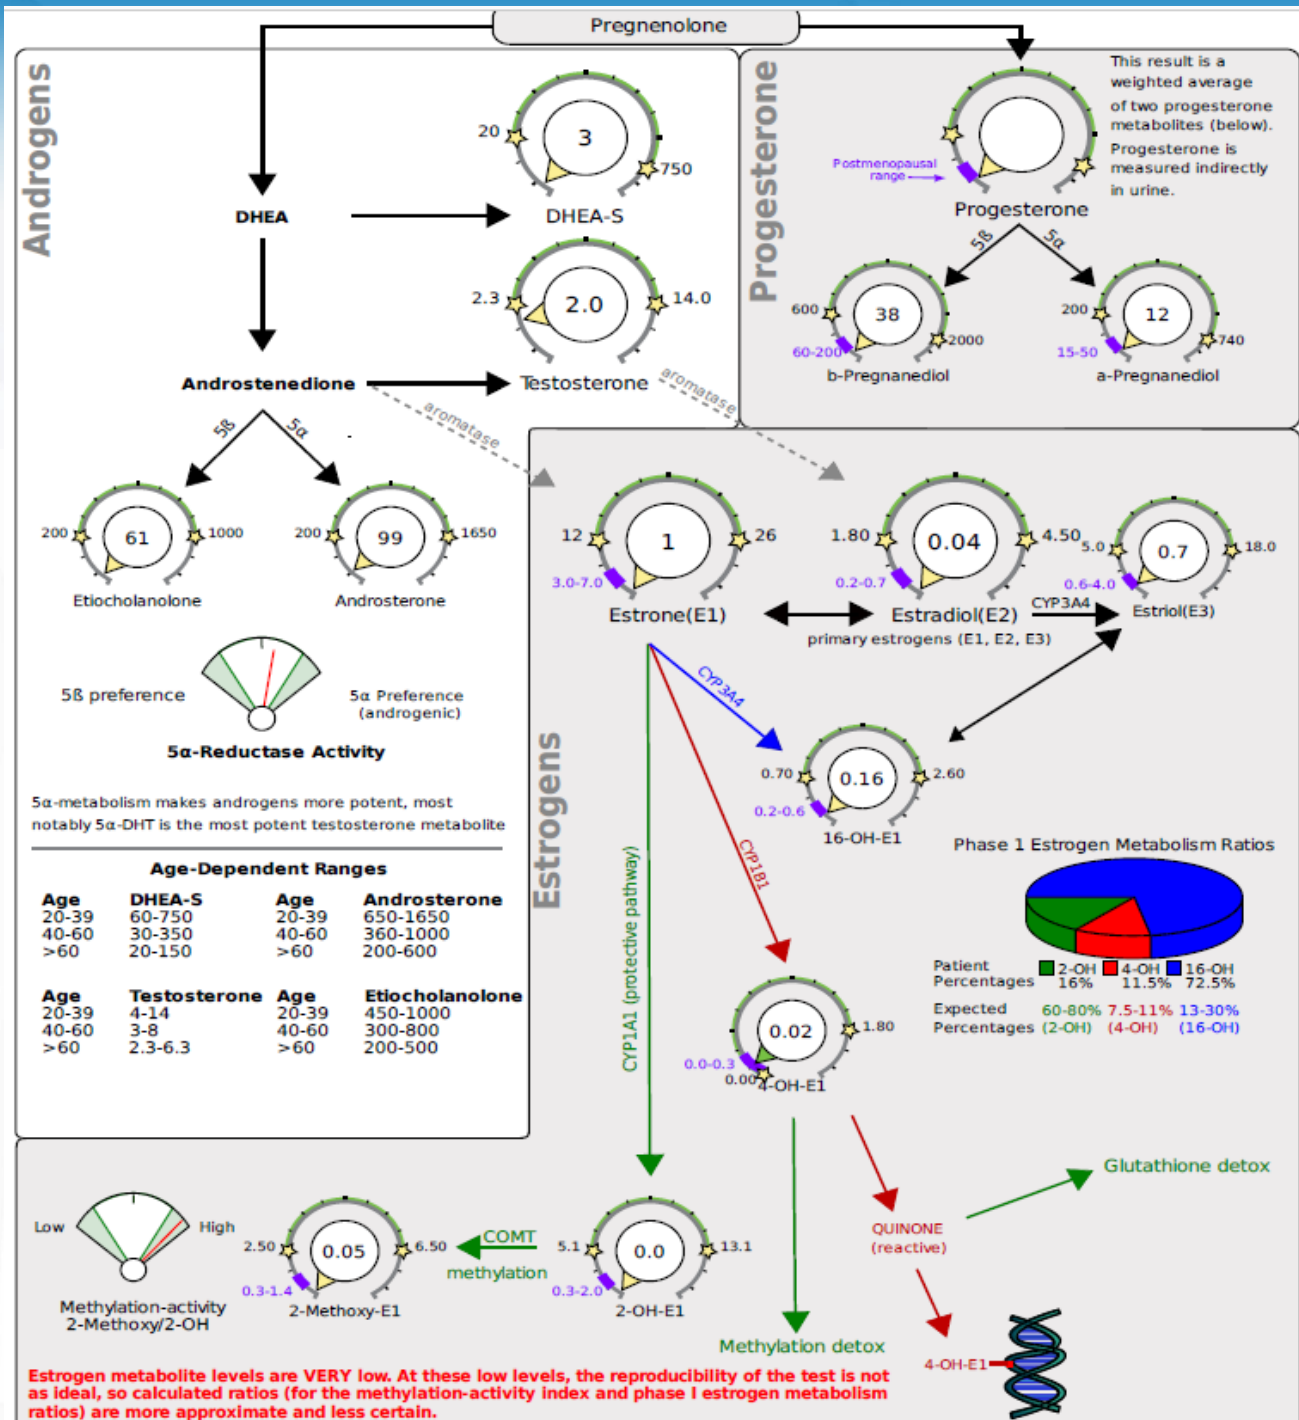 Pregnenolone
Androgens
20
3
750
DHEA
DHEA-S
2.3
2.0
14.0
Androstenedione
Testosterone
aromatase
aromatase
5ß
5α
200
61
1000
Etiocholanolone
200
99
1650
Androsterone
5ß preference
5α Preference
(androgenic)
5α-Reductase Activity
5α-metabolism makes androgens more potent, most
notably 5α-DHT is the most potent testosterone metabolite
Age-Dependent Ranges
Age DHEA-S Age Androsterone
20-39 60-750 20-39 650-1650
40-60 30-350 40-60 360-1000
>60 20-150 >60 200-600
Age Testosterone Age Etiocholanolone
20-39 4-14 20-39 450-1000
40-60 3-8 40-60 300-800
>60 2.3-6.3 >60 200-500
Progesterone
This result is a
weighted average
of two progesterone
metabolites (below).
Progesterone is
measured indirectly
in urine.
Postmenopausal
range
Progesterone
5ß
5α
600
38
2000
60-200
b-Pregnanediol
200
12
740
15-50
a-Pregnanediol
Estrogens
12
1
26
3.0-7.0
Estrone(E1)
1.80
0.04
4.50
0.2-0.7
Estradiol(E2)
CYP3A4
5.0
0.7
18.0
0.6-4.0
Estriol(E3)
primary estrogens (E1, E2, E3)
CYP3A4
0.70
0.16
2.60
0.2-0.6
16-OH-E1
CYP1B1
CYP1A1 (protective pathway)
Phase 1 Estrogen Metabolism Ratios
Patient
Percentages
2-OH 4-OH 16-OH
16% 11.5% 72.5%
Expected
Percentages
60-80% 7.5-11% 13-30%
(2-OH) (4-OH) (16-OH)
0.02
1.80
0.0-0.3
0.00
4-OH-E1
Glutathione detox
QUINONE
(reactive)
4-OH-E1
Methylation detox
Low
High
Methylation-activity
2-Methoxy/2-OH
2.50
0.05
6.50
0.3-1.4
2-Methoxy-E1
COMT
methylation
5.1
0.0
13.1
0.3-2.0
2-OH-E1
Estrogen metabolite levels are VERY low. At these low levels, the reproducibility of the test is not
as ideal, so calculated ratios (for the methylation-activity index and phase I estrogen metabolism
ratios) are more approximate and less certain.